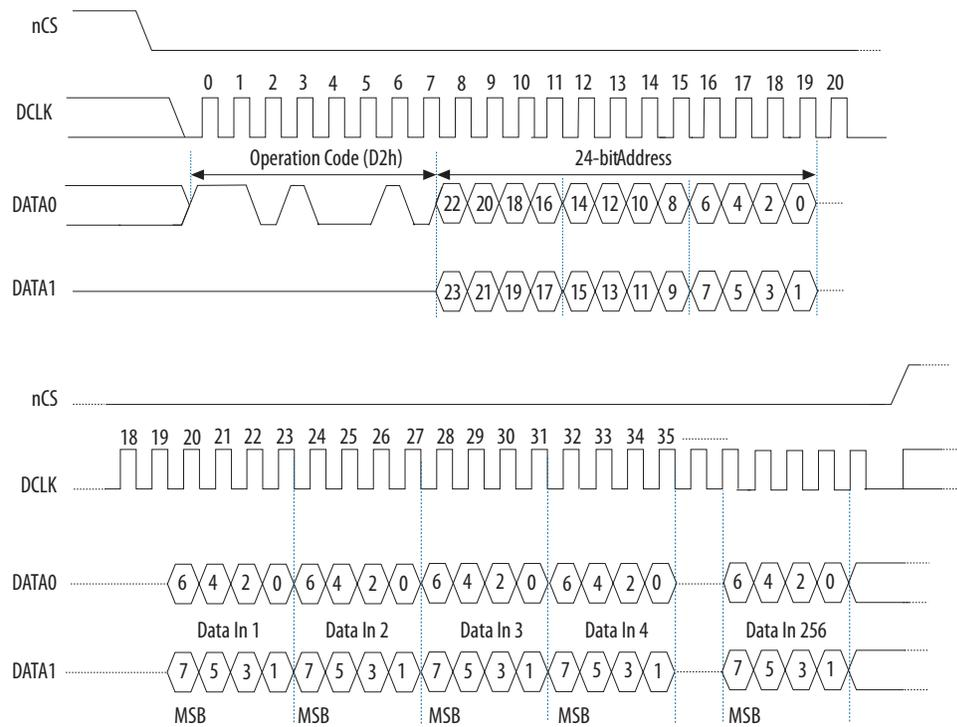 nCS
0 1 2 3 4 5 6 7 8 9 10 11 12 13 14 15 16 17 18 19 20
DCLK
Operation Code (D2h) 24-bitAddress
DATA0 22 20 18 16 14 12 10 8 6 4 2 0
DATA1 23 21 19 17 15 13 11 9 7 5 3 1
nCS
18 19 20 21 22 23 24 25 26 27 28 29 30 31 32 33 34 35
DCLK
DATA0 6 4 2 0 6 4 2 0 6 4 2 0 6 4 2 0 6 4 2 0
Data In 1 Data In 2 Data In 3 Data In 4 Data In 256
DATA1 7 5 3 1 7 5 3 1 7 5 3 1 7 5 3 1 7 5 3 1
MSB MSB MSB MSB MSB